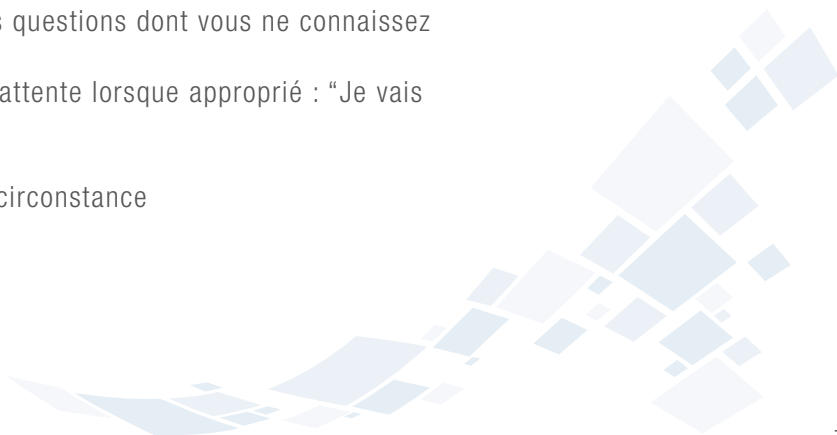 questions dont vous ne connaissez
attente lorsque approprié : “Je vais
circonstance